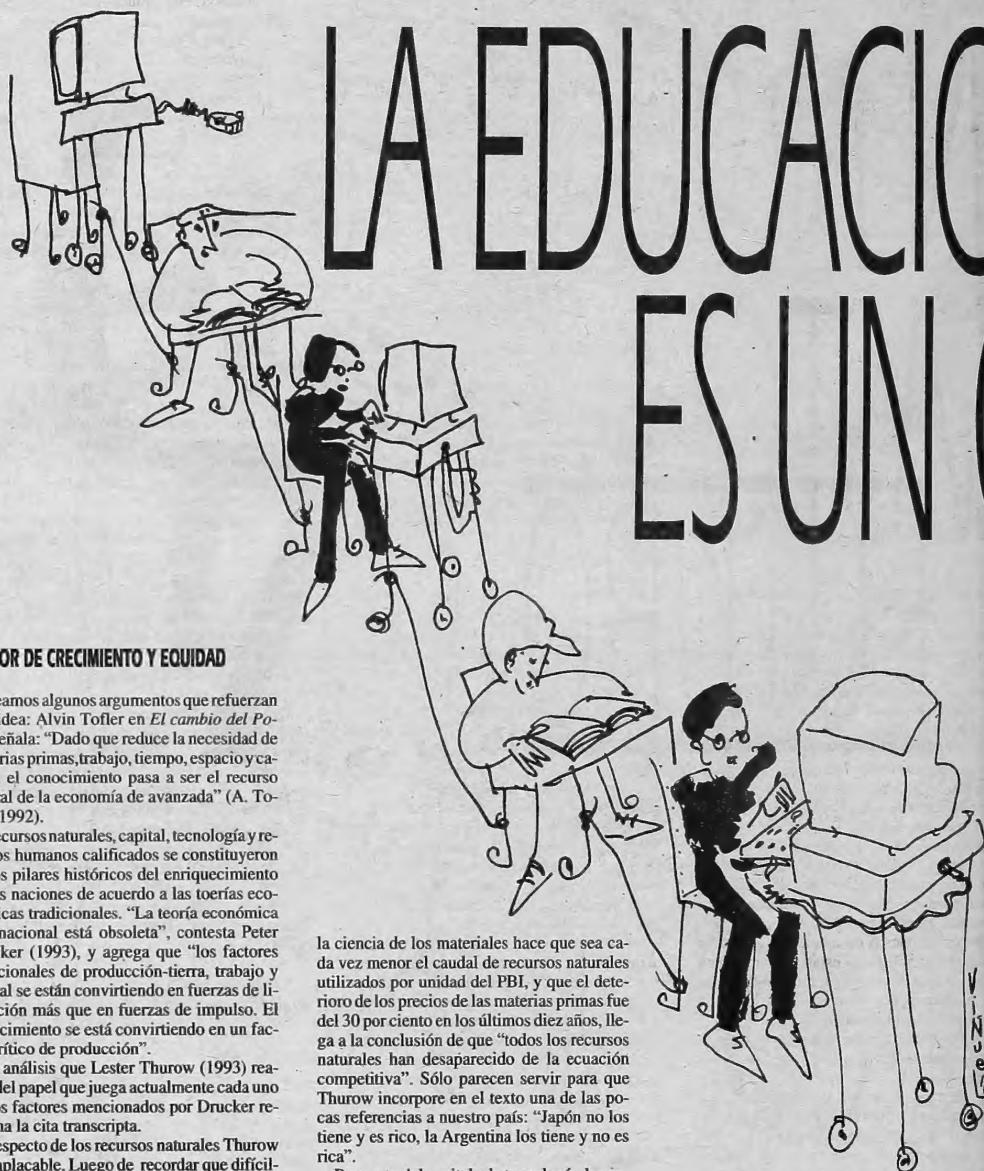 LA EDUCACIO
ES UN
OR DE CRECIMIENTO Y EQUIDAD
eamos algunos argumentos que refuerzan
idea: Alvin Tofler en El cambio del Po-
eñala: “Dado que reduce la necesidad de
rias primas,trabajo, tiempo, espacio y ca-
el conocimiento pasa a ser el recurso
al de la economía de avanzada” (A. To-
1992).
ecursos naturales, capital, tecnología y re-
os humanos calificados se constituyeron
os pilares históricos del enriquecimiento
s naciones de acuerdo a las toerías eco-
icas tradicionales. “La teoría económica
nacional está obsoleta”, contesta Peter
ker (1993), y agrega que “los factores
cionales de producción-tierra, trabajo y
al se están convirtiendo en fuerzas de li-
ción más que en fuerzas de impulso. El
cimiento se está convirtiendo en un fac-
rítico de producción”.
análisis que Lester Thurow (1993) rea-
del papel que juega actualmente cada uno
os factores mencionados por Drucker re-
na la cita transcripta.
especto de los recursos naturales Thurow
placable. Luego de recordar que difícil-
la ciencia de los materiales hace que sea ca-
da vez menor el caudal de recursos naturales
utilizados por unidad del PBI, y que el dete-
rioro de los precios de las materias primas fue
del 30 por ciento en los últimos diez años, lle-
ga a la conclusión de que “todos los recursos
naturales han desaparecido de la ecuación
competitiva”. Sólo parecen servir para que
Thurow incorpore en el texto una de las po-
cas referencias a nuestro país: “Japón no los
tiene y es rico, la Argentina los tiene y no es
rica”.